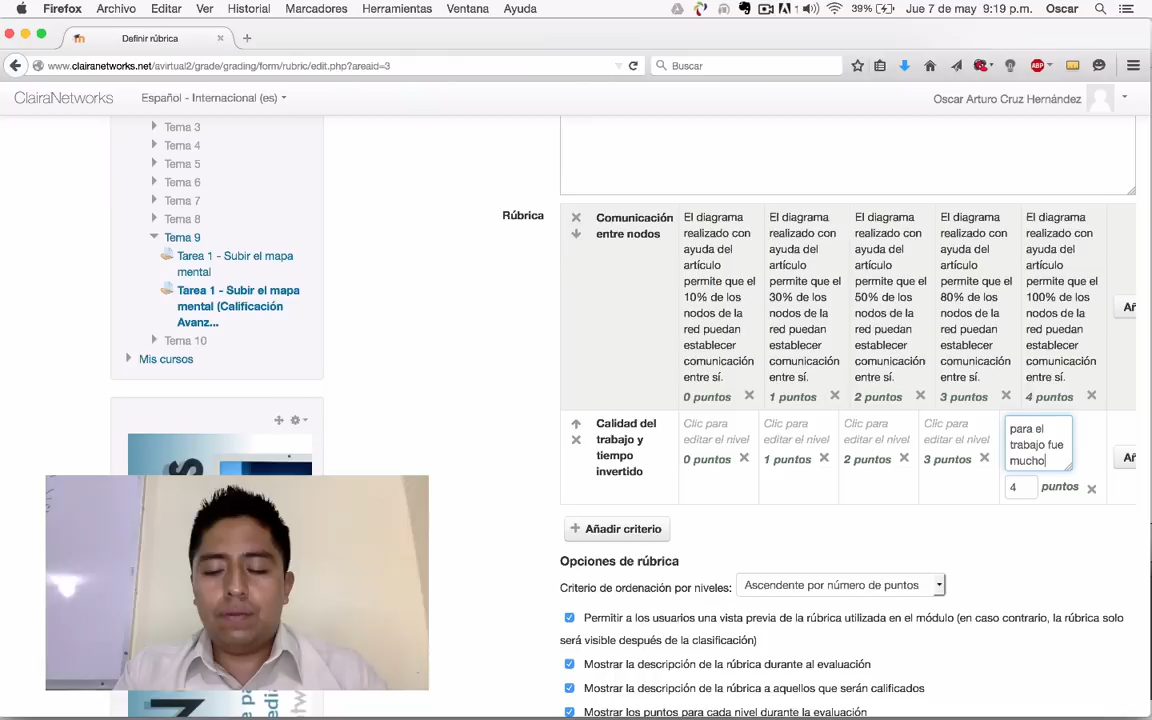 Firefox Archivo Editar Ver Historial Marcadores Herramientas Ventana Ayuda 39% Jue 7 de may 9:19 p.m. Oscar
Definir rúbrica
www.clairanetworks.net/avirtual2/grade/grading/form/rubric/edit.php?areaid=3
Buscar
ABP
ClairaNetworks Español - Internacional (es) Oscar Arturo Cruz Hernández
Tema 3
Tema 4
Tema 5
Tema 6
Tema 7
Tema 8
Tema 9
Tarea 1 - Subir el mapa
mental
Tarea 1 - Subir el mapa
mental (Calificación
Avanz...
Tema 10
Mis cursos
Rúbrica
Comunicación
entre nodos
El diagrama
realizado con
ayuda del
artículo
permite que el
10% de los
nodos de la
red puedan
establecer
comunicación
entre sí.
0 puntos
El diagrama
realizado con
ayuda del
artículo
permite que el
30% de los
nodos de la
red puedan
establecer
comunicación
entre sí.
1 puntos
El diagrama
realizado con
ayuda del
artículo
permite que el
50% de los
nodos de la
red puedan
establecer
comunicación
entre sí.
2 puntos
El diagrama
realizado con
ayuda del
artículo
permite que el
80% de los
nodos de la
red puedan
establecer
comunicación
entre sí.
3 puntos
El diagrama
realizado con
ayuda del
artículo
permite que el
100% de los
nodos de la
red puedan
establecer
comunicación
entre sí.
4 puntos
Añ
Calidad del
trabajo y
tiempo
invertido
Clic para
editar el nivel
0 puntos
Clic para
editar el nivel
1 puntos
Clic para
editar el nivel
2 puntos
Clic para
editar el nivel
3 puntos
para el
trabajo fue
mucho
4 puntos
Añ
Añadir criterio
Opciones de rúbrica
Criterio de ordenación por niveles: Ascendente por número de puntos
Permitir a los usuarios una vista previa de la rúbrica utilizada en el módulo (en caso contrario, la rúbrica solo
será visible después de la clasificación)
Mostrar la descripción de la rúbrica durante al evaluación
Mostrar la descripción de la rúbrica a aquellos que serán calificados
Mostrar los puntos para cada nivel durante la evaluación